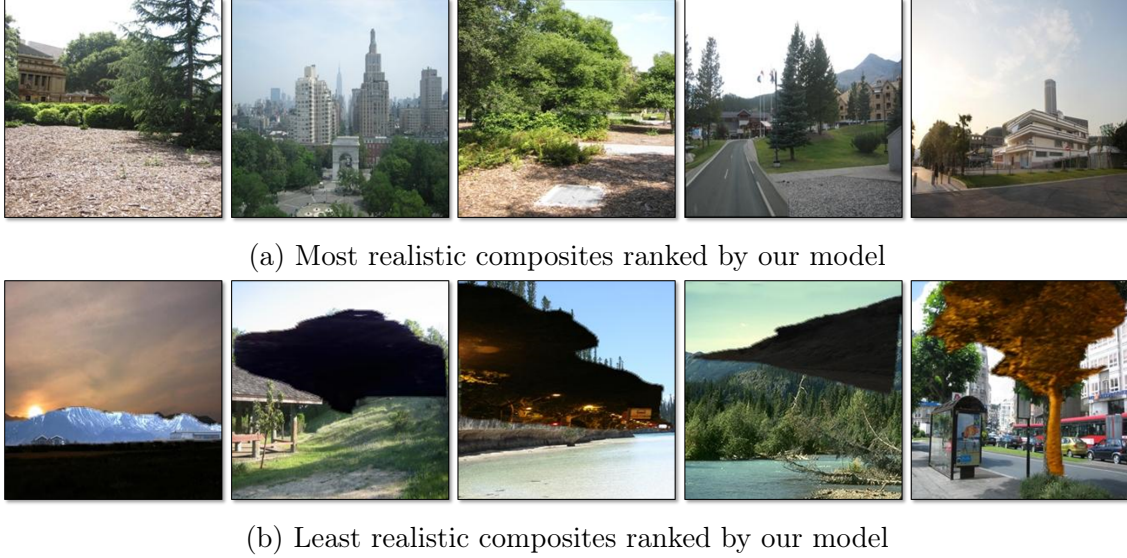 (a) Most realistic composites ranked by our model
(b) Least realistic composites ranked by our model